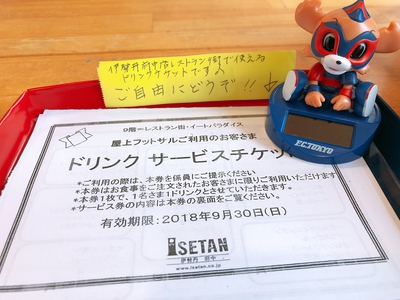 伊勢丹府中店レストラン街で使える
ドリンクチケットです♪
ご自由にどうぞ!!
9階=レストラン街・イートパラダイス
屋上フットサルご利用のお客さま
ドリンク サービスチケット
*ご利用の際は、本券を係員にご提示ください
*本券はお食事をご注文されたお客さまに限りご利用いただけます
*本券1枚で、1名さま1ドリンクとさせていただきます。
*サービス券の内容は本券の裏面をご覧ください。
有効期限:2018年9月30日(日)
ISETAN
伊勢丹 府中
www.isetan.co.jp
F.C.TOKYO